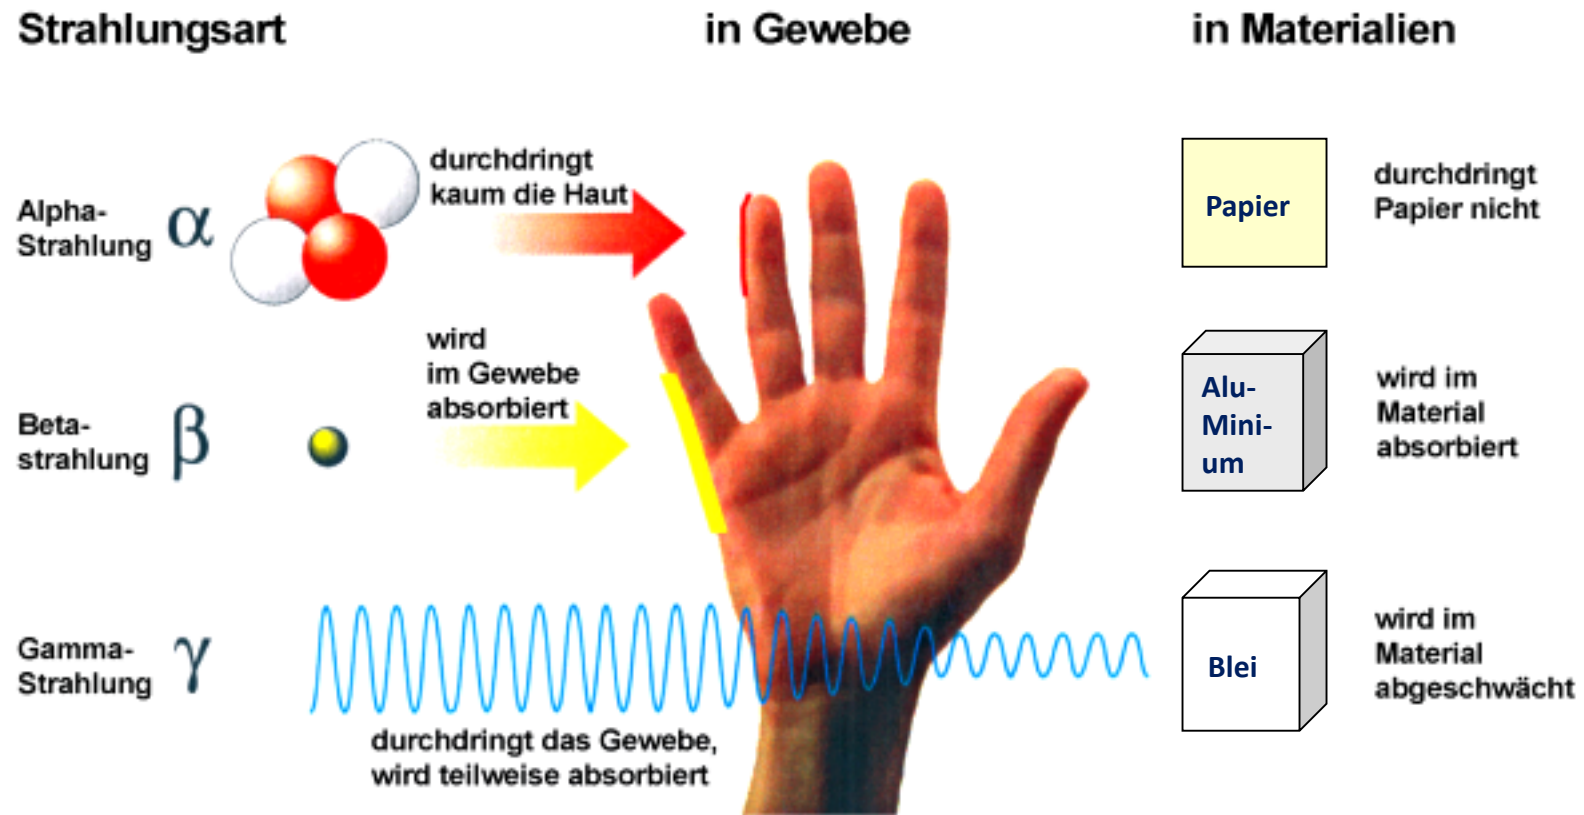 Strahlungsart
in Gewebe
in Materialien
Alpha-
Strahlung
α
durchdringt
kaum die Haut
Papier
durchdringt
Papier nicht
Beta-
strahlung
β
wird
im Gewebe
absorbiert
Alu-
Mini-
um
wird im
Material
absorbiert
Gamma-
Strahlung
γ
durchdringt das Gewebe,
wird teilweise absorbiert
Blei
wird im
Material
abgeschwächt